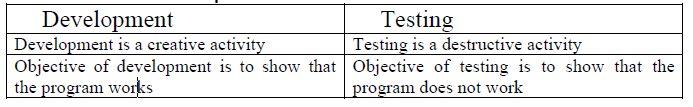 Development Testing
Development is a creative activity Testing is a destructive activity
Objective of development is to show that Objective of testing is to show that the
the program works program does not work